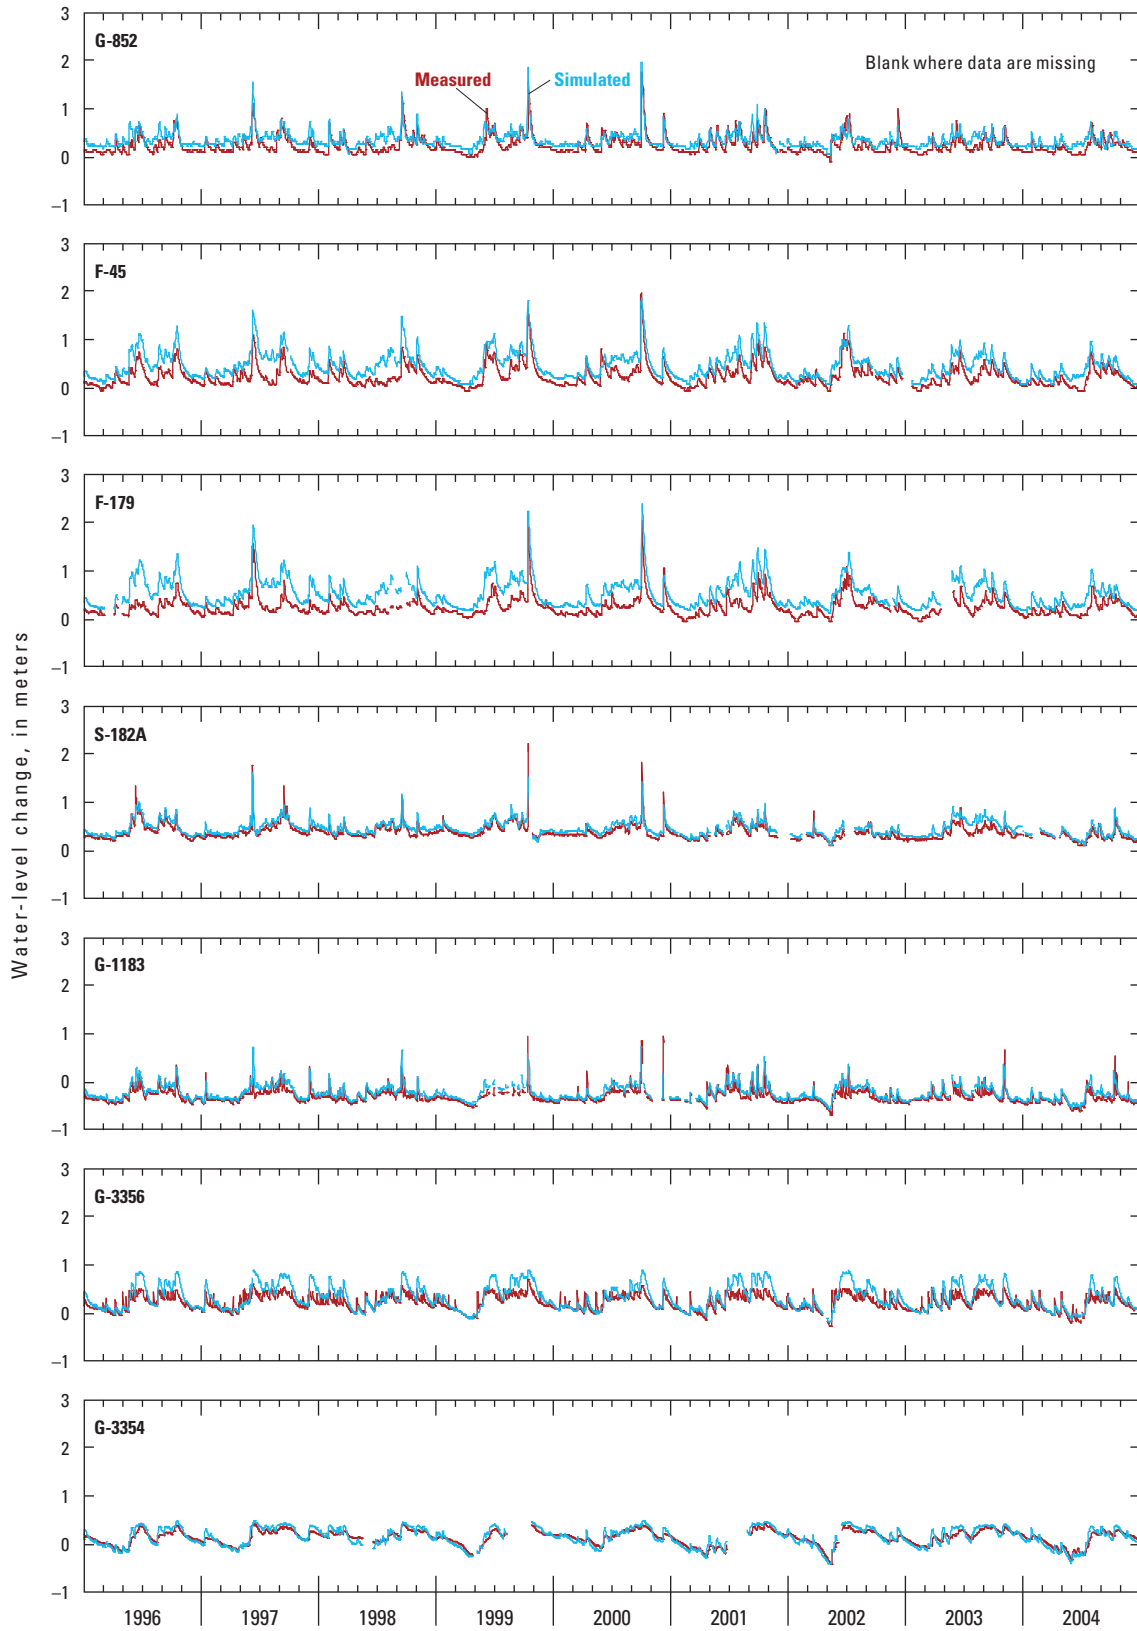 3
G-852
2
Blank where data are missing
Measured
Simulated
1
0
–1
3
F-45
2
1
0
–1
3
F-179
2
1
0
–1
3
S-182A
2
1
0
–1
3
G-1183
2
1
0
–1
3
G-3356
2
1
0
–1
3
G-3354
2
1
0
–1
Water-level change, in meters
1996 1997 1998 1999 2000 2001 2002 2003 2004